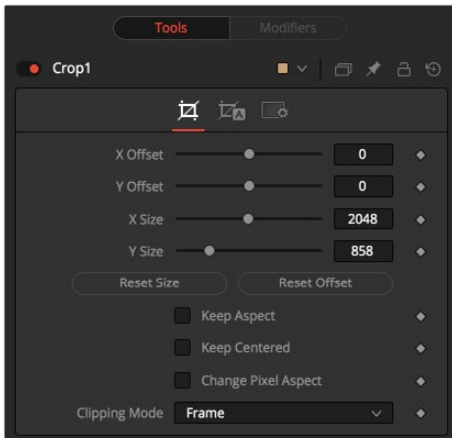 Tools Modifiers
Crop1
A
X Offset 0
Y Offset 0
X Size 2048
Y Size 858
Reset Size Reset Offset
Keep Aspect
Keep Centered
Change Pixel Aspect
Clipping Mode Frame